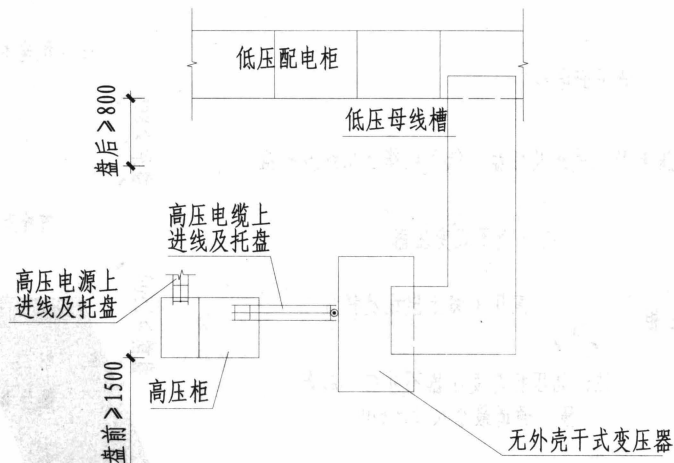 低压配电柜
盘后≥800
低压母线槽
高压电缆上
进线及托盘
高压电源上
进线及托盘
高压柜
盘前≥1500
无外壳干式变压器